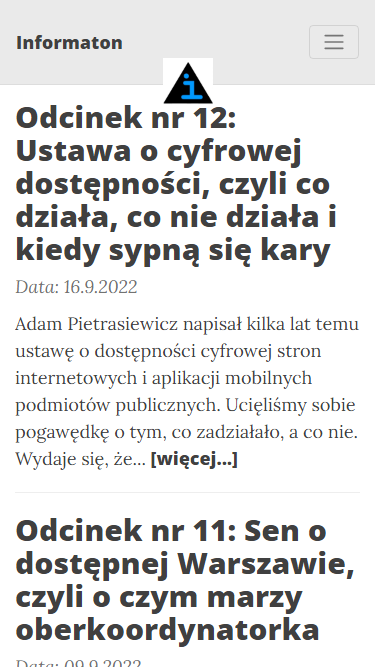 Informaton
i
Odcinek nr 12:
Ustawa o cyfrowej
dostępności, czyli co
działa, co nie działa i
kiedy sypną się kary
Data: 16.9.2022
Adam Pietrasiewicz napisał kilka lat temu
ustawę o dostępności cyfrowej stron
internetowych i aplikacji mobilnych
podmiotów publicznych. Ucięliśmy sobie
pogawędkę o tym, co zadziałało, a co nie.
Wydaje się, że... [więcej...]
Odcinek nr 11: Sen o
dostępnej Warszawie,
czyli o czym marzy
oberkoordynatorka
Data: 09.9.2022